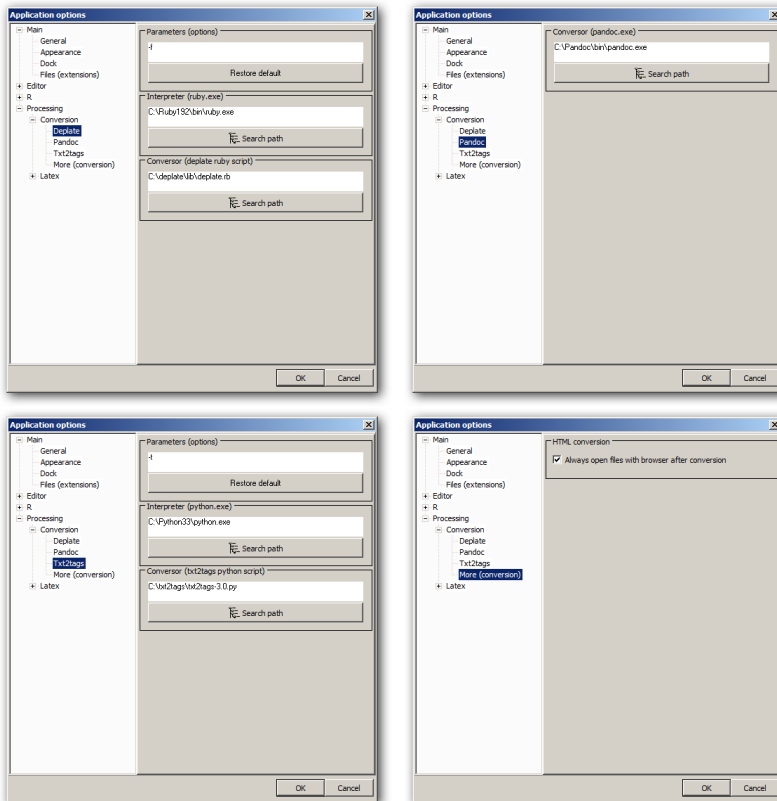 Application options
Main
General
Appearance
Dock
Files (extensions)
Editor
R
Processing
Conversion
Deplate
Pandoc
Txt2tags
More (conversion)
Latex
Parameters (options)
Restore default
Interpreter (ruby.exe)
C:\Ruby192\bin\ruby.exe
Search path
Conversor (deplate ruby script)
C:\deplate\lib\deplate.rb
Search path
OK Cancel
Application options
Main
General
Appearance
Dock
Files (extensions)
Editor
R
Processing
Conversion
Deplate
Pandoc
Txt2tags
More (conversion)
Latex
Conversor (pandoc.exe)
C:\Pandoc\bin\pandoc.exe
Search path
OK Cancel
Application options
Main
General
Appearance
Dock
Files (extensions)
Editor
R
Processing
Conversion
Deplate
Pandoc
Txt2tags
More (conversion)
Latex
Parameters (options)
Restore default
Interpreter (python.exe)
C:\Python33\python.exe
Search path
Conversor (txt2tags python script)
C:\txt2tags\txt2tags-3.0.py
Search path
OK Cancel
Application options
Main
General
Appearance
Dock
Files (extensions)
Editor
R
Processing
Conversion
Deplate
Pandoc
Txt2tags
More (conversion)
Latex
HTML conversion
Always open files with browser after conversion
OK Cancel